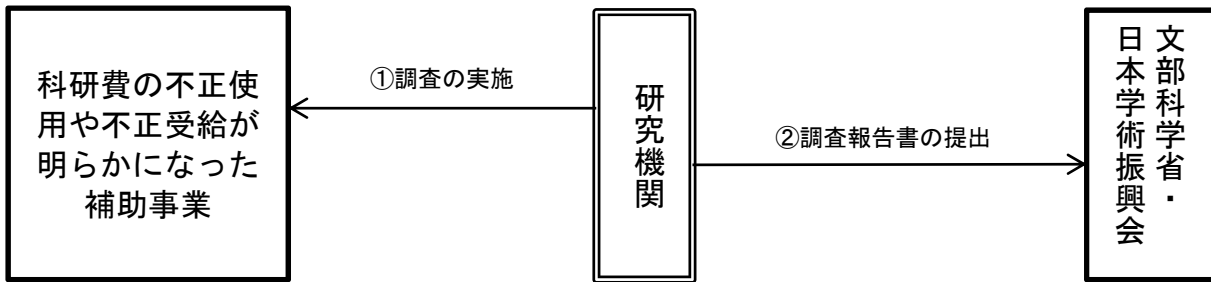 科研費の不正使
用や不正受給が
明らかになった
補助事業
①調査の実施
研究機関
②調査報告書の提出
文部科学省・
日本学術振興会